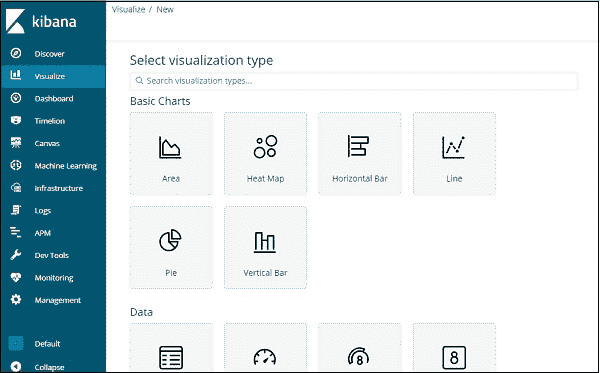 kibana
Discover
Visualize
Dashboard
Timelion
Canvas
Machine Learning
Infrastructure
Logs
APM
Dev Tools
Monitoring
Management
Default
Collapse
Visualize / New
Select visualization type
Search visualization types...
Basic Charts
Area Heat Map Horizontal Bar Line
Pie Vertical Bar
Data
8 8